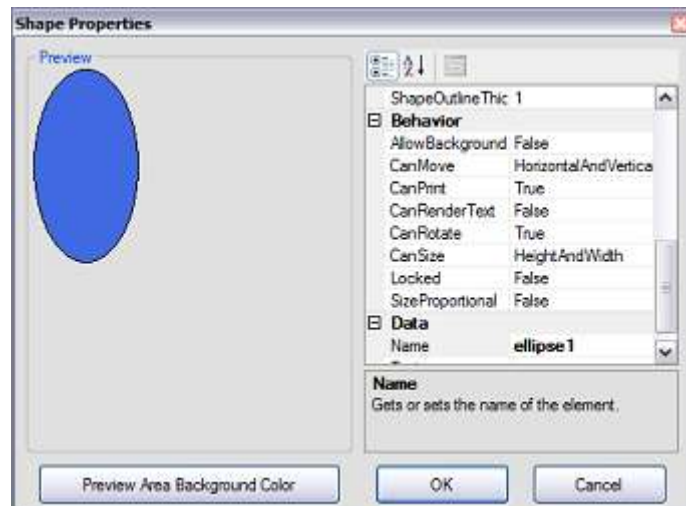 Shape Properties
Preview
ShapeOutlineThic 1
Behavior
AllowBackground False
CanMove HorizontalAndVertica
CanPrint True
CanRenderText False
CanRotate True
CanSize HeightAndWidth
Locked False
SizeProportional False
Data
Name ellipse1
Name
Gets or sets the name of the element.
Preview Area Background Color
OK
Cancel